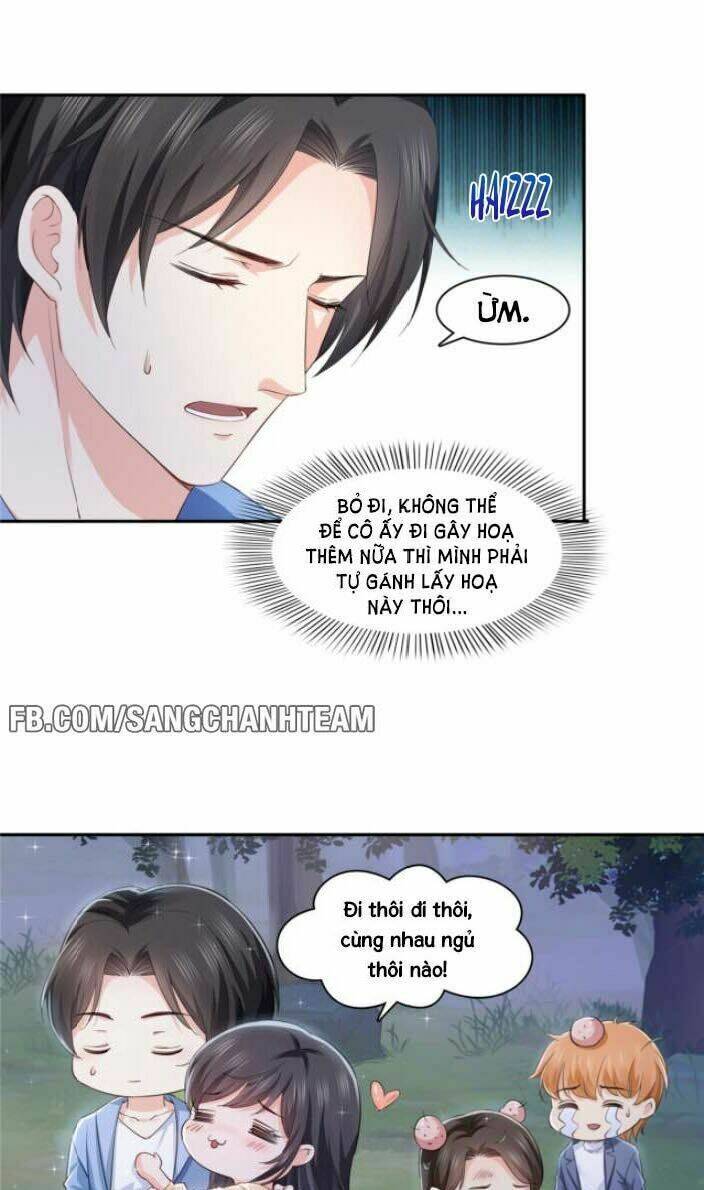 HAIZZZ
ỪM.
BỎ ĐI, KHÔNG THỂ
ĐỂ CÔ ẤY ĐI GÂY HOẠ
THÊM NỮA THÌ MÌNH PHẢI
TỰ GÁNH LẤY HOẠ
NÀY THÔI...
FB.COM/SANGCHANHTEAM
Đi thôi đi thôi,
cùng nhau ngủ
thôi nào!